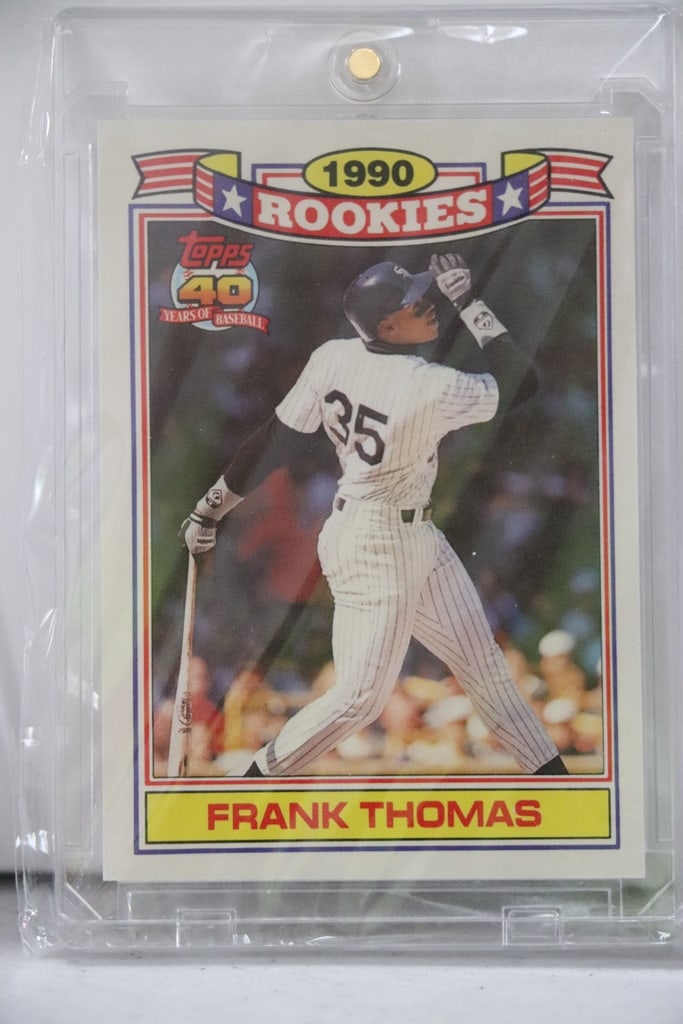 1990
ROOKIES
Topps
40
YEARS OF BASEBALL
35
FRANK THOMAS